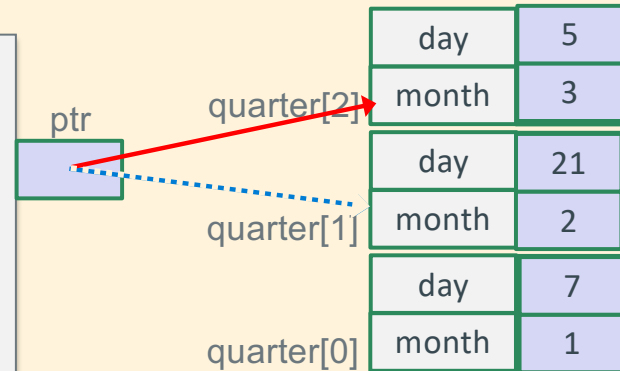 day 5
ptr
quarter[2] month 3
day 21
quarter[1] month 2
day 7
quarter[0] month 1